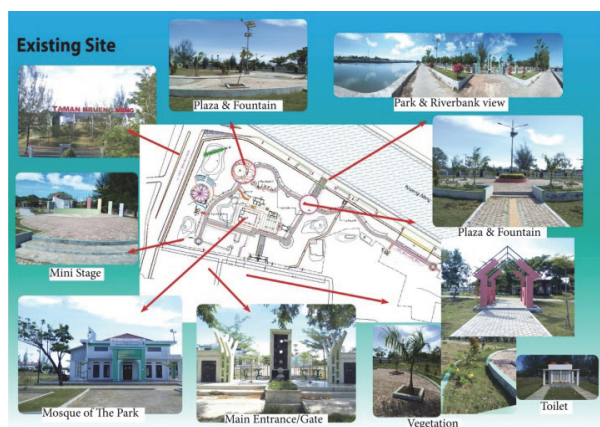 Existing Site
Plaza & Fountain
Park & Riverbank view
Plaza & Fountain
Mini Stage
Mosque of The Park
Main Entrance/Gate
Vegetation
Toilet